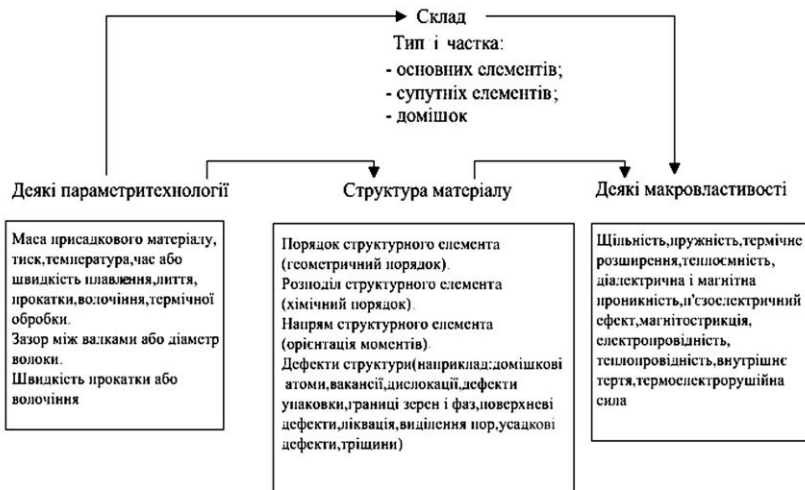 Склад
Тип і частка:
- основних елементів;
- супутніх елементів;
- домішок
Деякі параметритехнології
Маса присадкового матеріалу,
тиск,температура,час або
швидкість плавлення,лиття,
прокатки,волочіння,термічної
обробки.
Зазор між валками або діаметр
волоки.
Швидкість прокатки або
волочіння
Структура матеріалу
Порядок структурного елемента
(геометричний порядок).
Розподіл структурного елемента
(хімічний порядок).
Напрям структурного елемента
(орієнтація моментів).
Дефекти структури(наприклад:домішкові
атоми,вакансії,дислокації,дефекти
упаковки,границі зерен і фаз,поверхневі
дефекти,ліквація,виділення пор,усадкові
дефекти,тріщини)
Деякі макровластивості
Щільність,пружність,термічне
розширення,теплоємність,
діалектрична і магнітна
проникність,п'єзоелектричний
ефект,магнітострикція,
електропровідність,
теплопровідність,внутрішнє
тертя,термоелектрорушійна
сила